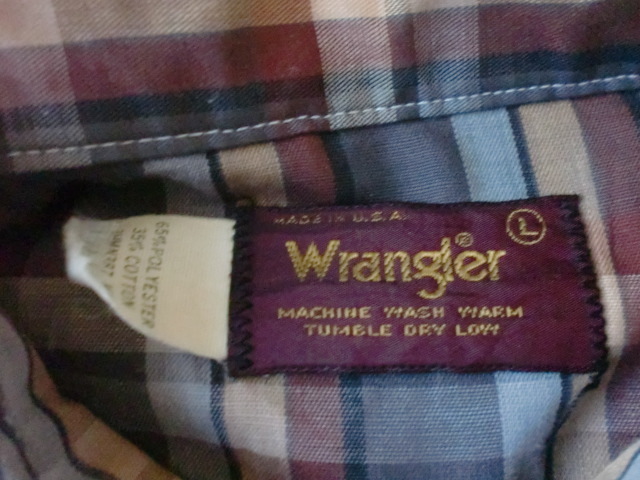 MADE IN U.S.A.
L
Wrangler®
MACHINE WASH WARM
TUMBLE DRY LOW
65% POLYESTER
35% COTTON